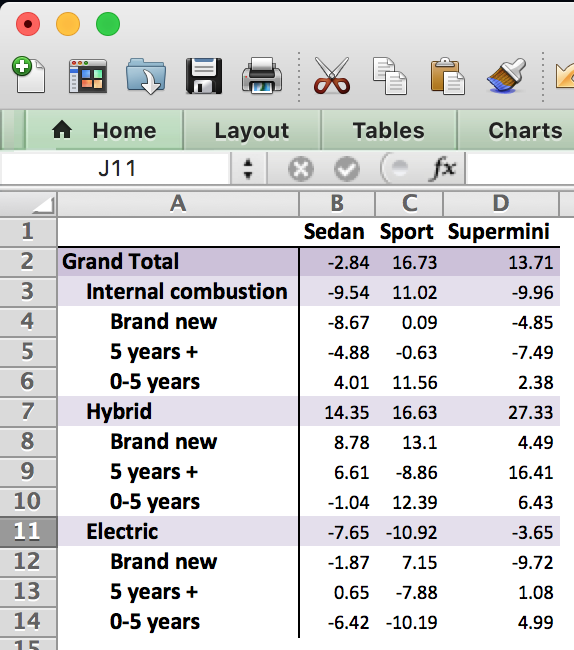 Home Layout Tables Charts
J11 fx
A B C D
1 Sedan Sport Supermini
2 Grand Total -2.84 16.73 13.71
3 Internal combustion -9.54 11.02 -9.96
4 Brand new -8.67 0.09 -4.85
5 5 years + -4.88 -0.63 -7.49
6 0-5 years 4.01 11.56 2.38
7 Hybrid 14.35 16.63 27.33
8 Brand new 8.78 13.1 4.49
9 5 years + 6.61 -8.86 16.41
10 0-5 years -1.04 12.39 6.43
11 Electric -7.65 -10.92 -3.65
12 Brand new -1.87 7.15 -9.72
13 5 years + 0.65 -7.88 1.08
14 0-5 years -6.42 -10.19 4.99
15